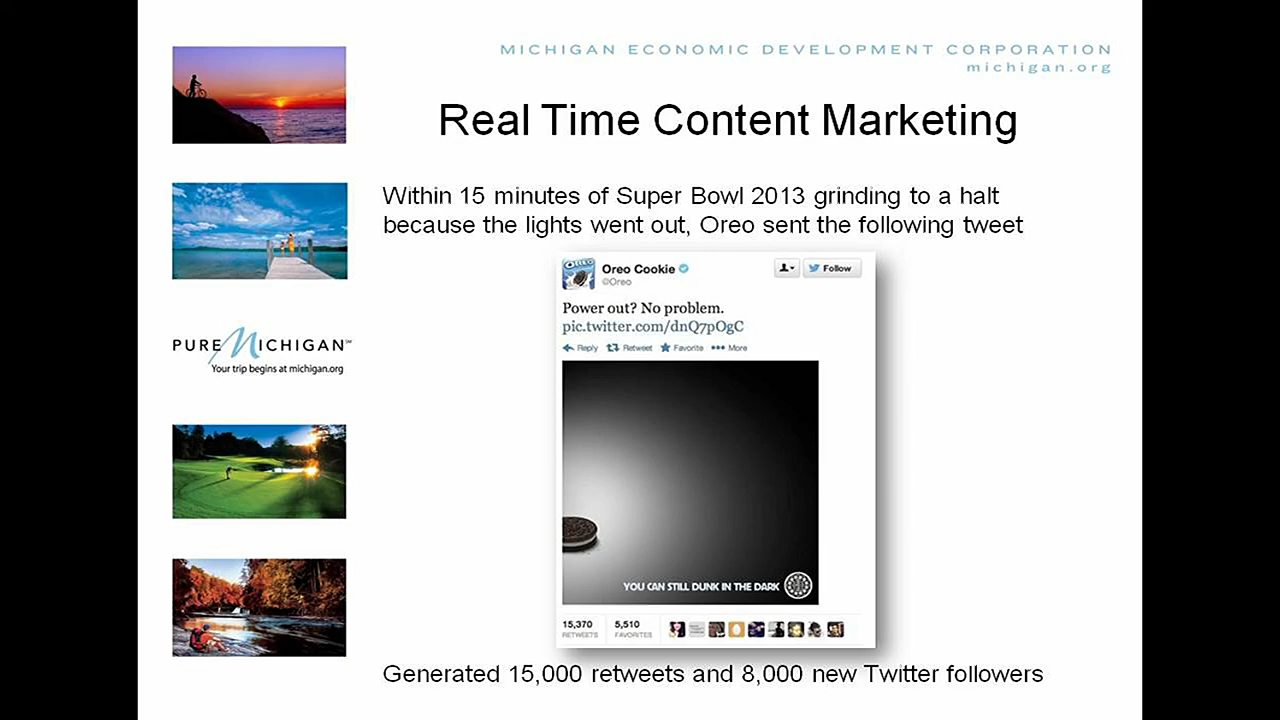 MICHIGAN ECONOMIC DEVELOPMENT CORPORATION
michigan.org
Real Time Content Marketing
Within 15 minutes of Super Bowl 2013 grinding to a halt
because the lights went out, Oreo sent the following tweet
OREO
Oreo Cookie
Follow
@Oreo
Power out? No problem.
pic.twitter.com/dnQ7pOgC
Reply Retweet Favorite More
PURE MICHIGAN℠
Your trip begins at michigan.org
YOU CAN STILL DUNK IN THE DARK
15,370 5,510
RETWEETS FAVORITES
Generated 15,000 retweets and 8,000 new Twitter followers